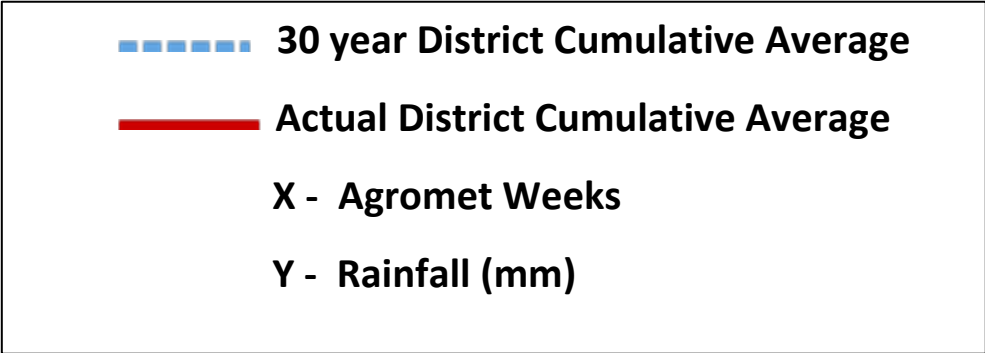 30 year District Cumulative Average
Actual District Cumulative Average
X - Agromet Weeks
Y - Rainfall (mm)